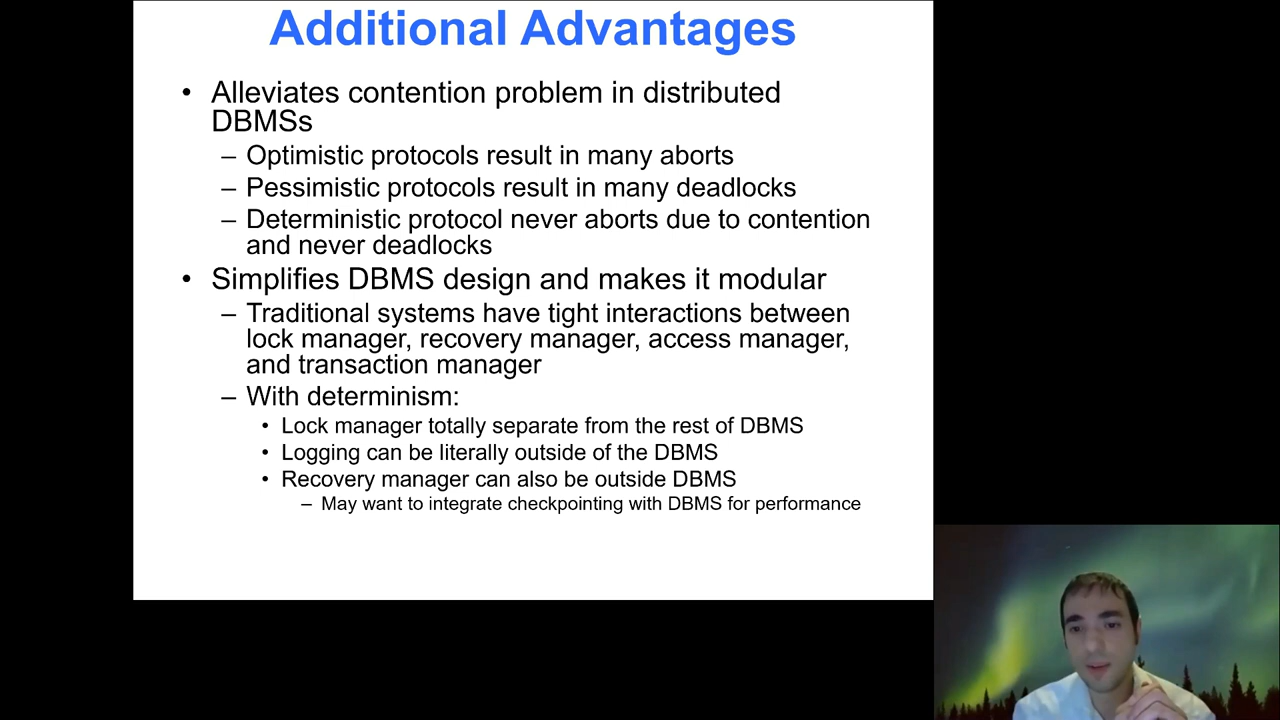 Additional Advantages
• Alleviates contention problem in distributed
DBMSs
– Optimistic protocols result in many aborts
– Pessimistic protocols result in many deadlocks
– Deterministic protocol never aborts due to contention
and never deadlocks
• Simplifies DBMS design and makes it modular
– Traditional systems have tight interactions between
lock manager, recovery manager, access manager,
and transaction manager
– With determinism:
• Lock manager totally separate from the rest of DBMS
• Logging can be literally outside of the DBMS
• Recovery manager can also be outside DBMS
– May want to integrate checkpointing with DBMS for performance